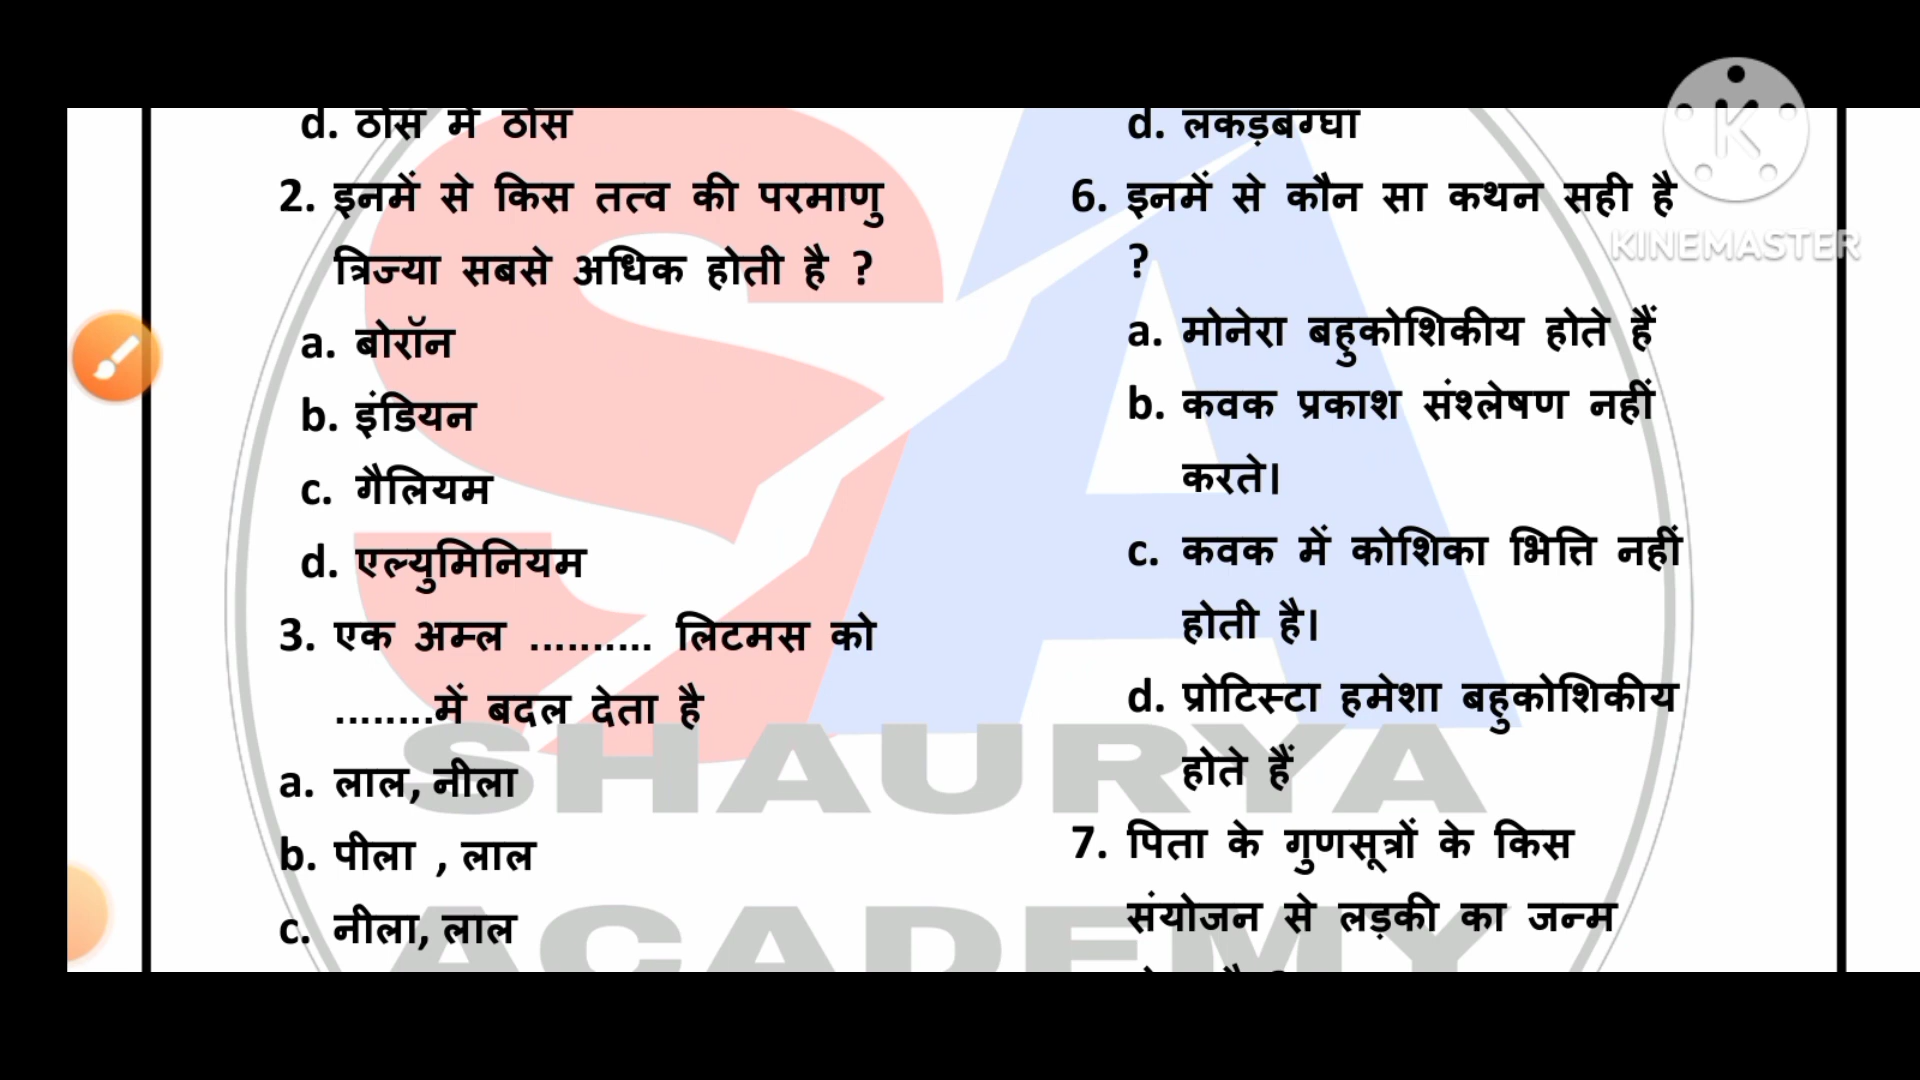 d. ठोस में ठोस
2. इनमें से किस तत्व की परमाणु
त्रिज्या सबसे अधिक होती है ?
a. बोरॉन
b. इंडियन
c. गैलियम
d. एल्युमिनियम
3. एक अम्ल .......... लिटमस को
........में बदल देता है
a. लाल, नीला
b. पीला , लाल
c. नीला, लाल
d. लकड़बग्घा
6. इनमें से कौन सा कथन सही है
?
a. मोनेरा बहुकोशिकीय होते हैं
b. कवक प्रकाश संश्लेषण नहीं
करते।
c. कवक में कोशिका भित्ति नहीं
होती है।
d. प्रोटिस्टा हमेशा बहुकोशिकीय
होते हैं
7. पिता के गुणसूत्रों के किस
संयोजन से लड़की का जन्म
SHAURYA
ACADEMY
K
KINEMASTER